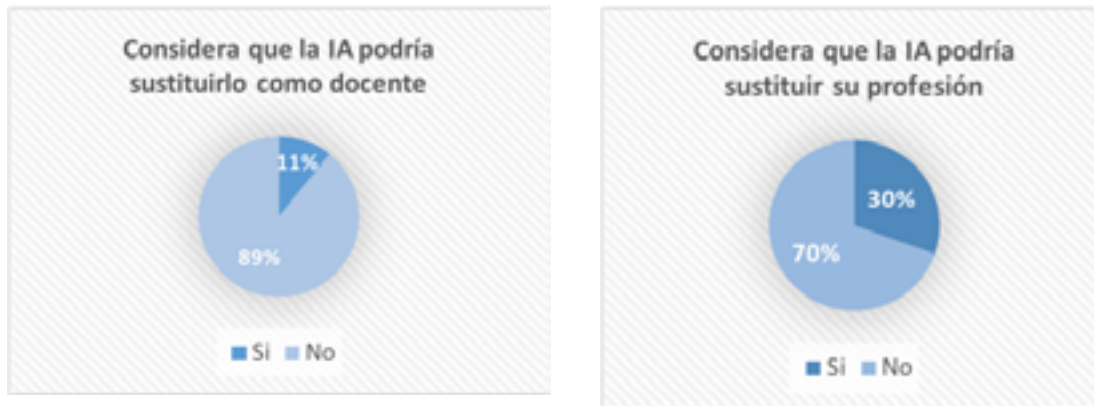 Considera que la IA podría
sustituirlo como docente
11%
89%
Si No
Considera que la IA podría
sustituir su profesión
30%
70%
Si No